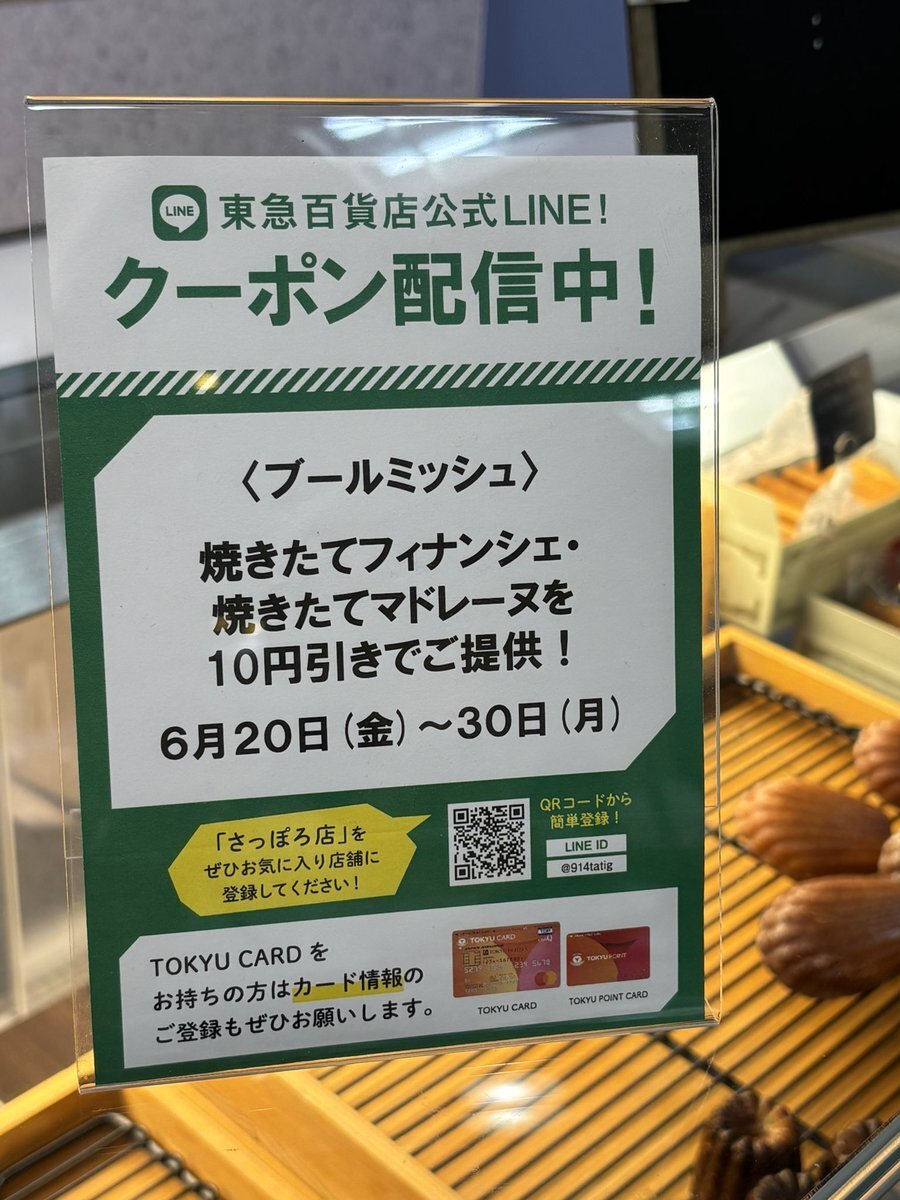 LINE
東急百貨店公式LINE!
クーポン配信中!
〈ブールミッシュ〉
焼きたてフィナンシェ・
焼きたてマドレーヌを
10円引きでご提供!
6月20日(金)〜30日(月)
「さっぽろ店」を
ぜひお気に入り店舗に
登録してください!
QRコードから
簡単登録!
LINE ID
@914tatig
TOKYU CARDを
お持ちの方はカード情報の
ご登録もぜひお願いします。
TOKYU CARD
TOKYU POINT
TOKYU CARD
TOKYU POINT CARD